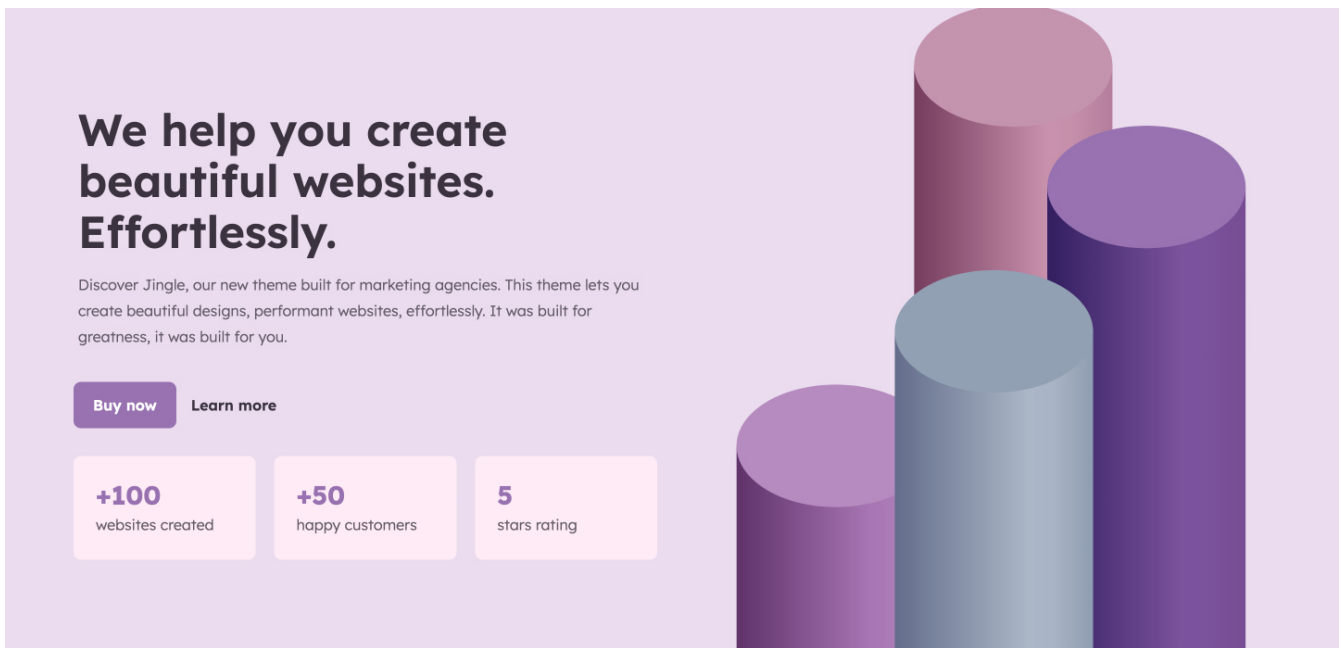 We help you create
beautiful websites.
Effortlessly.
Discover Jingle, our new theme built for marketing agencies. This theme lets you
create beautiful designs, performant websites, effortlessly. It was built for
greatness, it was built for you.
Buy now
Learn more
+100
websites created
+50
happy customers
5
stars rating